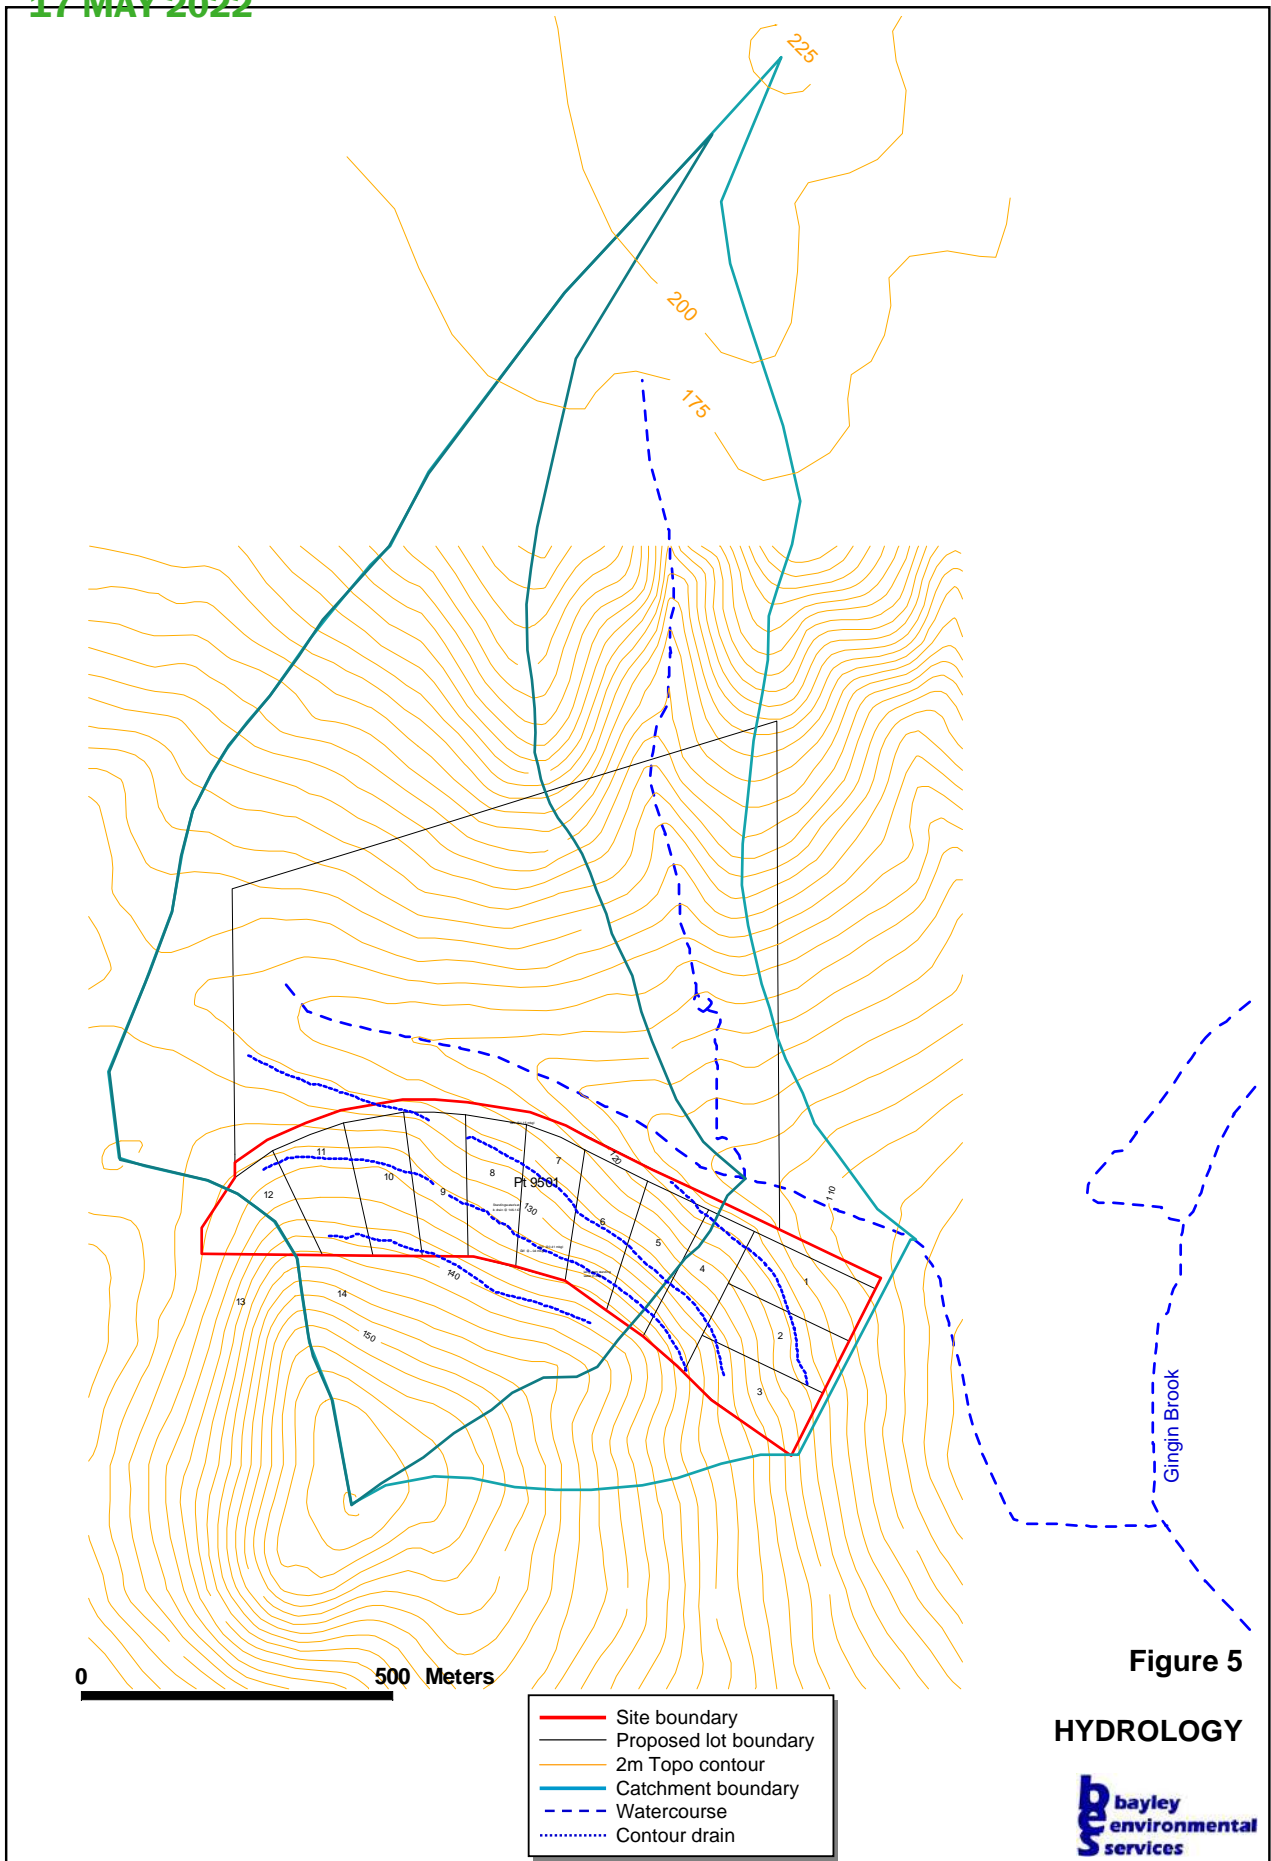 17 MAY 2022
225
200
175
120
110
11
10
12
9
8
7
Pt 9501
130
6
5
4
1
2
3
13
14
140
150
Gingin Brook
0 500 Meters
Figure 5
HYDROLOGY
Site boundary
Proposed lot boundary
2m Topo contour
Catchment boundary
Watercourse
Contour drain
bes
bayley
environmental
services